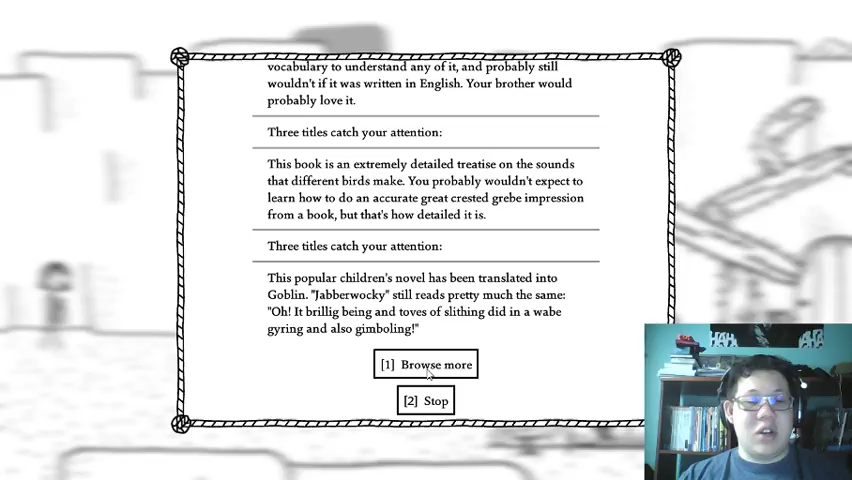 vocabulary to understand any of it, and probably still
wouldn't if it was written in English. Your brother would
probably love it.
Three titles catch your attention:
This book is an extremely detailed treatise on the sounds
that different birds make. You probably wouldn't expect to
learn how to do an accurate great crested grebe impression
from a book, but that's how detailed it is.
Three titles catch your attention:
This popular children's novel has been translated into
Goblin. "Jabberwocky" still reads pretty much the same:
"Oh! It brillig being and toves of slithing did in a wabe
gyring and also gimboling!"
[1] Browse more
[2] Stop